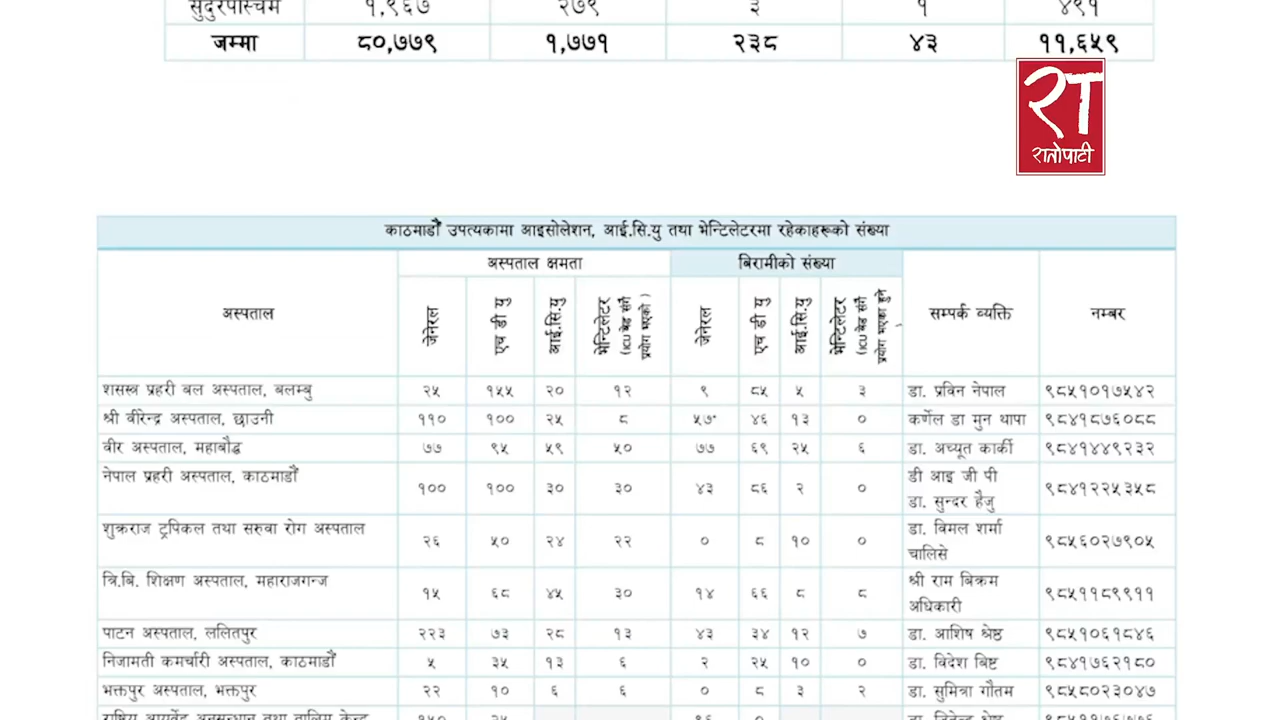 सुदुरपश्चिम १,९६७ २७९ ३ १ ४९१
जम्मा ८०,७७९ १,७७१ २३८ ४३ ११,६५९
रा
रातोपाटी
काठमाडौं उपत्यकामा आइसोलेशन, आई.सि.यु तथा भेन्टिलेटरमा रहेकाहरूको संख्या
अस्पताल क्षमता बिरामीको संख्या
अस्पताल जेनेरल एच डी यु आई.सि.यु भेन्टिलेटर (ICU बेड सँगै प्रयोग भएको) जेनेरल एच डी यु आई.सि.यु भेन्टिलेटर (ICU बेड सँगै प्रयोग भएका हुने) सम्पर्क व्यक्ति नम्बर
शसस्त्र प्रहरी बल अस्पताल, बलम्बु २५ १५५ २० १२ ९ ८५ ५ ३ डा. प्रविन नेपाल ९८५१०१७५४२
श्री वीरेन्द्र अस्पताल, छाउनी ११० १०० २५ ८ ५७* ४६ १३ ० कर्णेल डा मुन थापा ९८४१८७६०८८
वीर अस्पताल, महाबौद्ध ७७ ९५ ५९ ५० ७७ ६९ २५ ६ डा. अच्यूत कार्की ९८४१४४९२३२
नेपाल प्रहरी अस्पताल, काठमाडौं १०० १०० ३० ३० ४३ ८६ २ ० डी आइ जी पी
डा. सुन्दर हैजु ९८४१२२५३५८
शुक्रराज ट्रपिकल तथा सरुवा रोग अस्पताल २६ ५० २४ २२ ० ८ १० ० डा. विमल शर्मा
चालिसे ९८५६०२७९०५
त्रि.बि. शिक्षण अस्पताल, महाराजगन्ज १५ ६८ ४५ ३० १४ ६६ ८ ८ श्री राम बिक्रम
अधिकारी ९८५११८९९११
पाटन अस्पताल, ललितपुर २२३ ७३ २८ १३ ४३ ३४ १२ ७ डा. आशिष श्रेष्ठ ९८५१०६१८४६
निजामती कर्मचारी अस्पताल, काठमाडौं ५ ३५ १३ ६ २ २५ १० ० डा. विदेश बिष्ट ९८४१७६२१८०
भक्तपुर अस्पताल, भक्तपुर २२ १० ६ ६ ० ८ ३ २ डा. सुमित्रा गौतम ९८५८०२३०४७